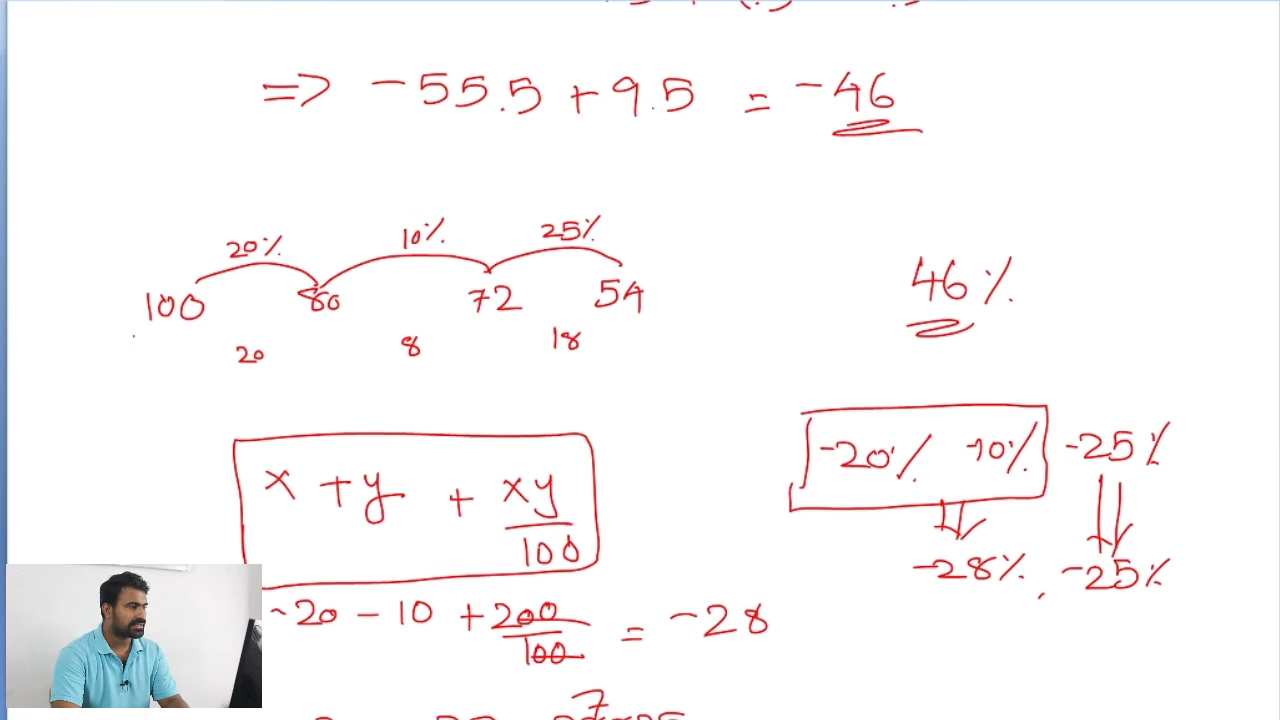 => -55.5 + 9.5 = -46
20% 10% 25%
100 80 72 54
20 8 18
46%
x + y + xy/100
-20% -10% -25%
-28%, -25%
-20 - 10 + 200/100 = -28